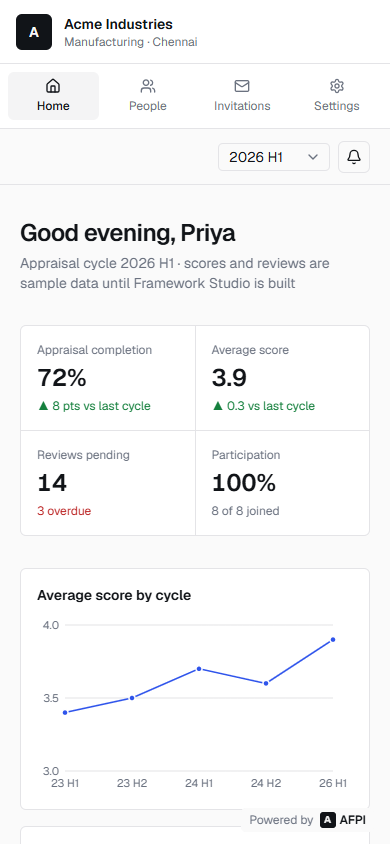 A
Acme Industries
Manufacturing · Chennai
Home
People
Invitations
Settings
2026 H1
Good evening, Priya
Appraisal cycle 2026 H1 · scores and reviews are
sample data until Framework Studio is built
Appraisal completion
72%
▲ 8 pts vs last cycle
Average score
3.9
▲ 0.3 vs last cycle
Reviews pending
14
3 overdue
Participation
100%
8 of 8 joined
Average score by cycle
4.0
3.5
3.0
23 H1
23 H2
24 H1
24 H2
26 H1
Powered by A AFPI